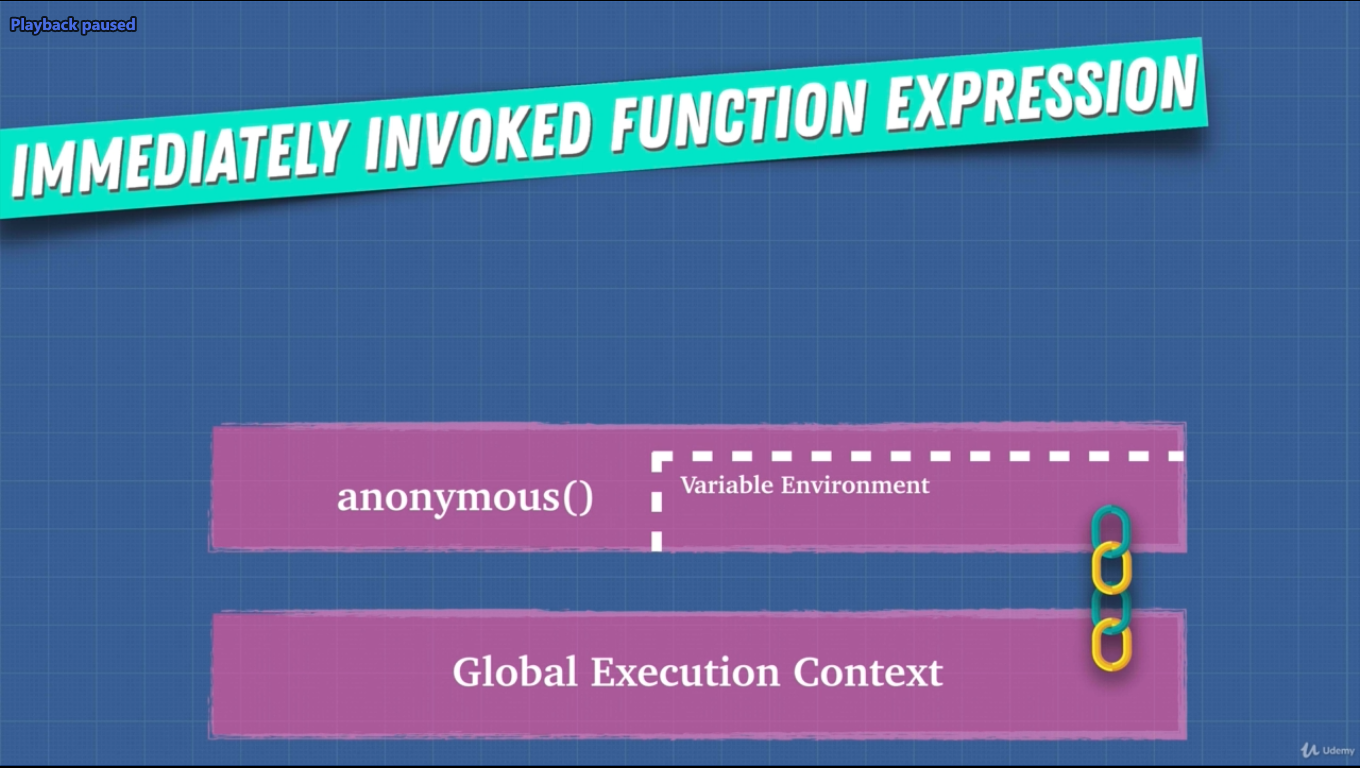 Playback paused
IMMEDIATELY INVOKED FUNCTION EXPRESSION
anonymous()
Variable Environment
Global Execution Context
Udemy